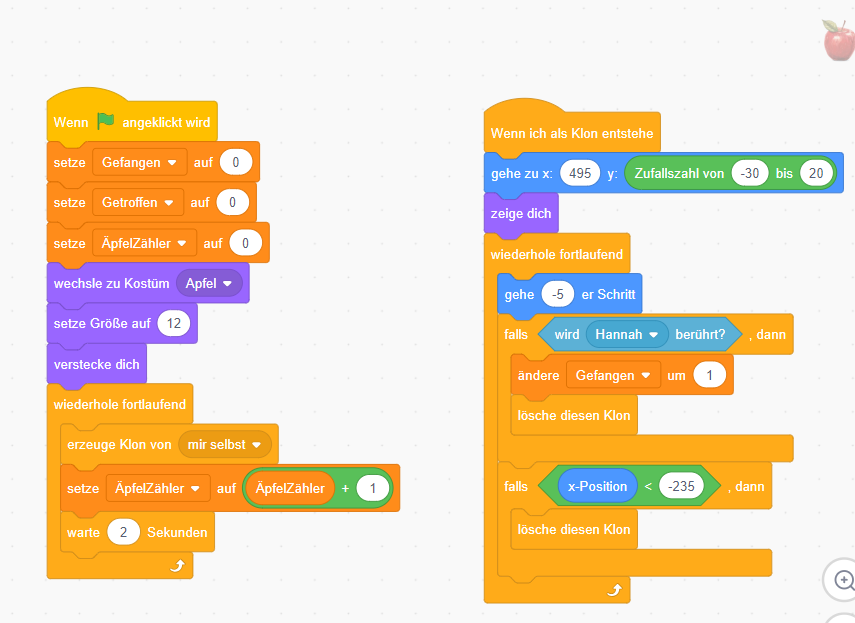 Wenn angeklickt wird
setze Gefangen auf 0
setze Getroffen auf 0
setze ÄpfelZähler auf 0
wechsle zu Kostüm Apfel
setze Größe auf 12
verstecke dich
wiederhole fortlaufend
erzeuge Klon von mir selbst
setze ÄpfelZähler auf ÄpfelZähler + 1
warte 2 Sekunden
Wenn ich als Klon entstehe
gehe zu x: 495 y: Zufallszahl von -30 bis 20
zeige dich
wiederhole fortlaufend
gehe -5 er Schritt
falls wird Hannah berührt? , dann
ändere Gefangen um 1
lösche diesen Klon
falls x-Position < -235 , dann
lösche diesen Klon